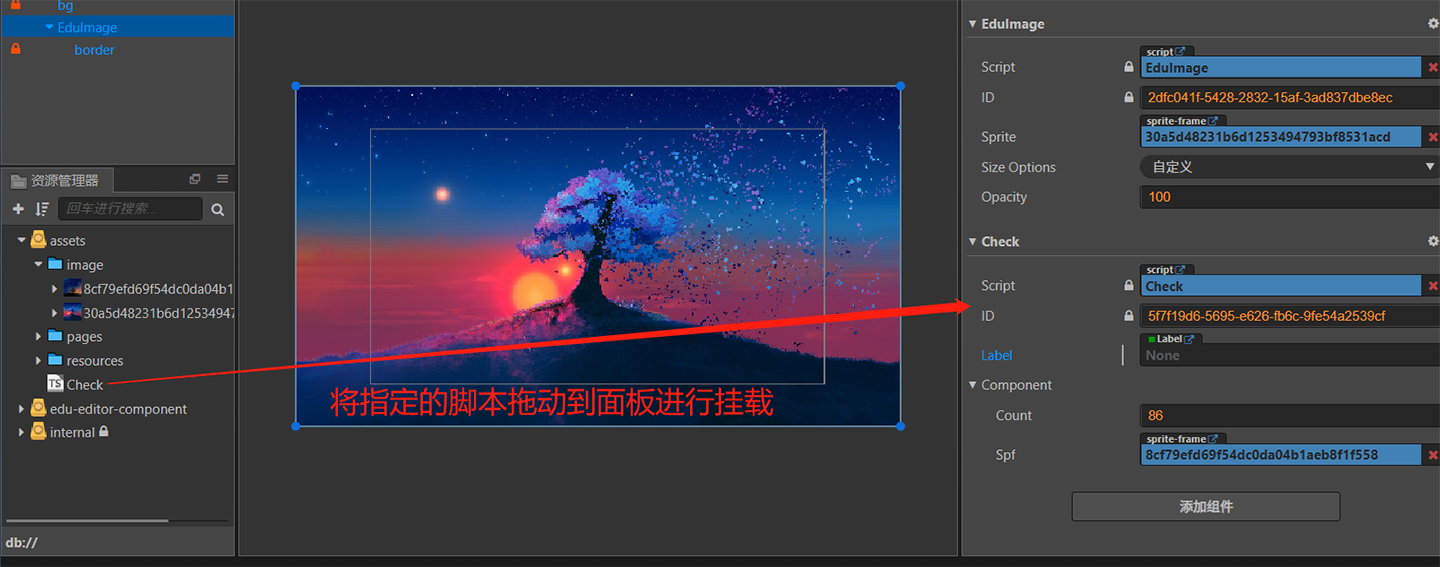 bg
EduImage
border
资源管理器
回车进行搜索...
assets
image
8cf79efd69f54dc0da04b1
30a5d48231b6d12534947
pages
resources
TS Check
edu-editor-component
internal
db://
将指定的脚本拖动到面板进行挂载
EduImage
script
Script EduImage
ID 2dfc041f-5428-2832-15af-3ad837dbe8ec
sprite-frame
Sprite 30a5d48231b6d1253494793bf8531acd
Size Options 自定义
Opacity 100
Check
script
Script Check
ID 5f7f19d6-5695-e626-fb6c-9fe54a2539cf
Label
Label None
Component
Count 86
sprite-frame
Spf 8cf79efd69f54dc0da04b1aeb8f1f558
添加组件